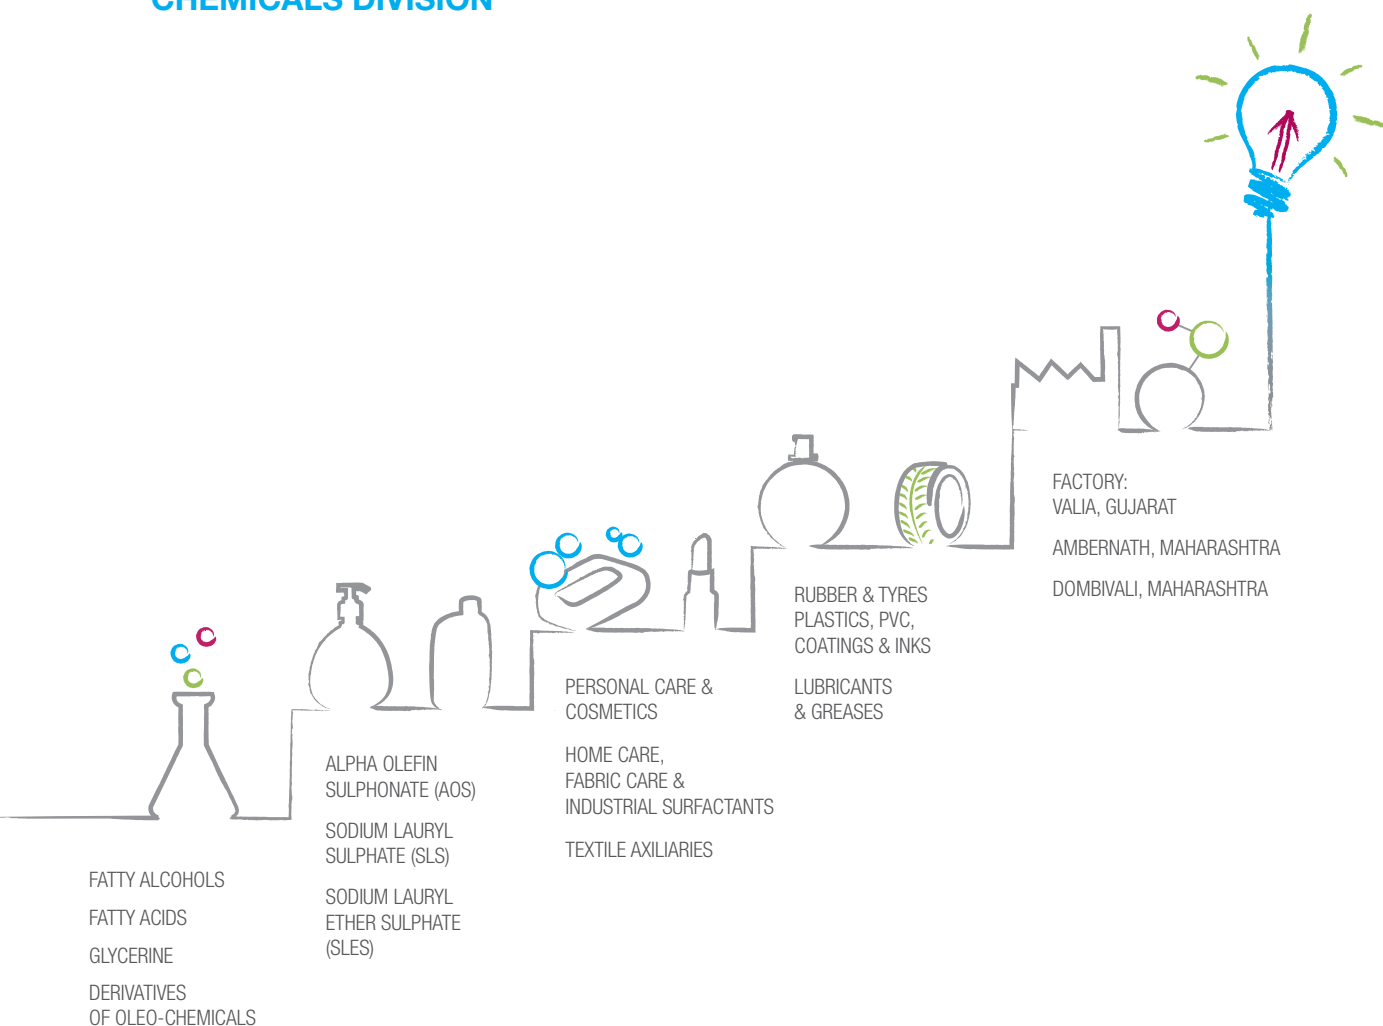 CHEMICALS DIVISION
FATTY ALCOHOLS
FATTY ACIDS
GLYCERINE
DERIVATIVES
OF OLEO-CHEMICALS
ALPHA OLEFIN
SULPHONATE (AOS)
SODIUM LAURYL
SULPHATE (SLS)
SODIUM LAURYL
ETHER SULPHATE
(SLES)
PERSONAL CARE &
COSMETICS
HOME CARE,
FABRIC CARE &
INDUSTRIAL SURFACTANTS
TEXTILE AXILIARIES
RUBBER & TYRES
PLASTICS, PVC,
COATINGS & INKS
LUBRICANTS
& GREASES
FACTORY:
VALIA, GUJARAT
AMBERNATH, MAHARASHTRA
DOMBIVALI, MAHARASHTRA